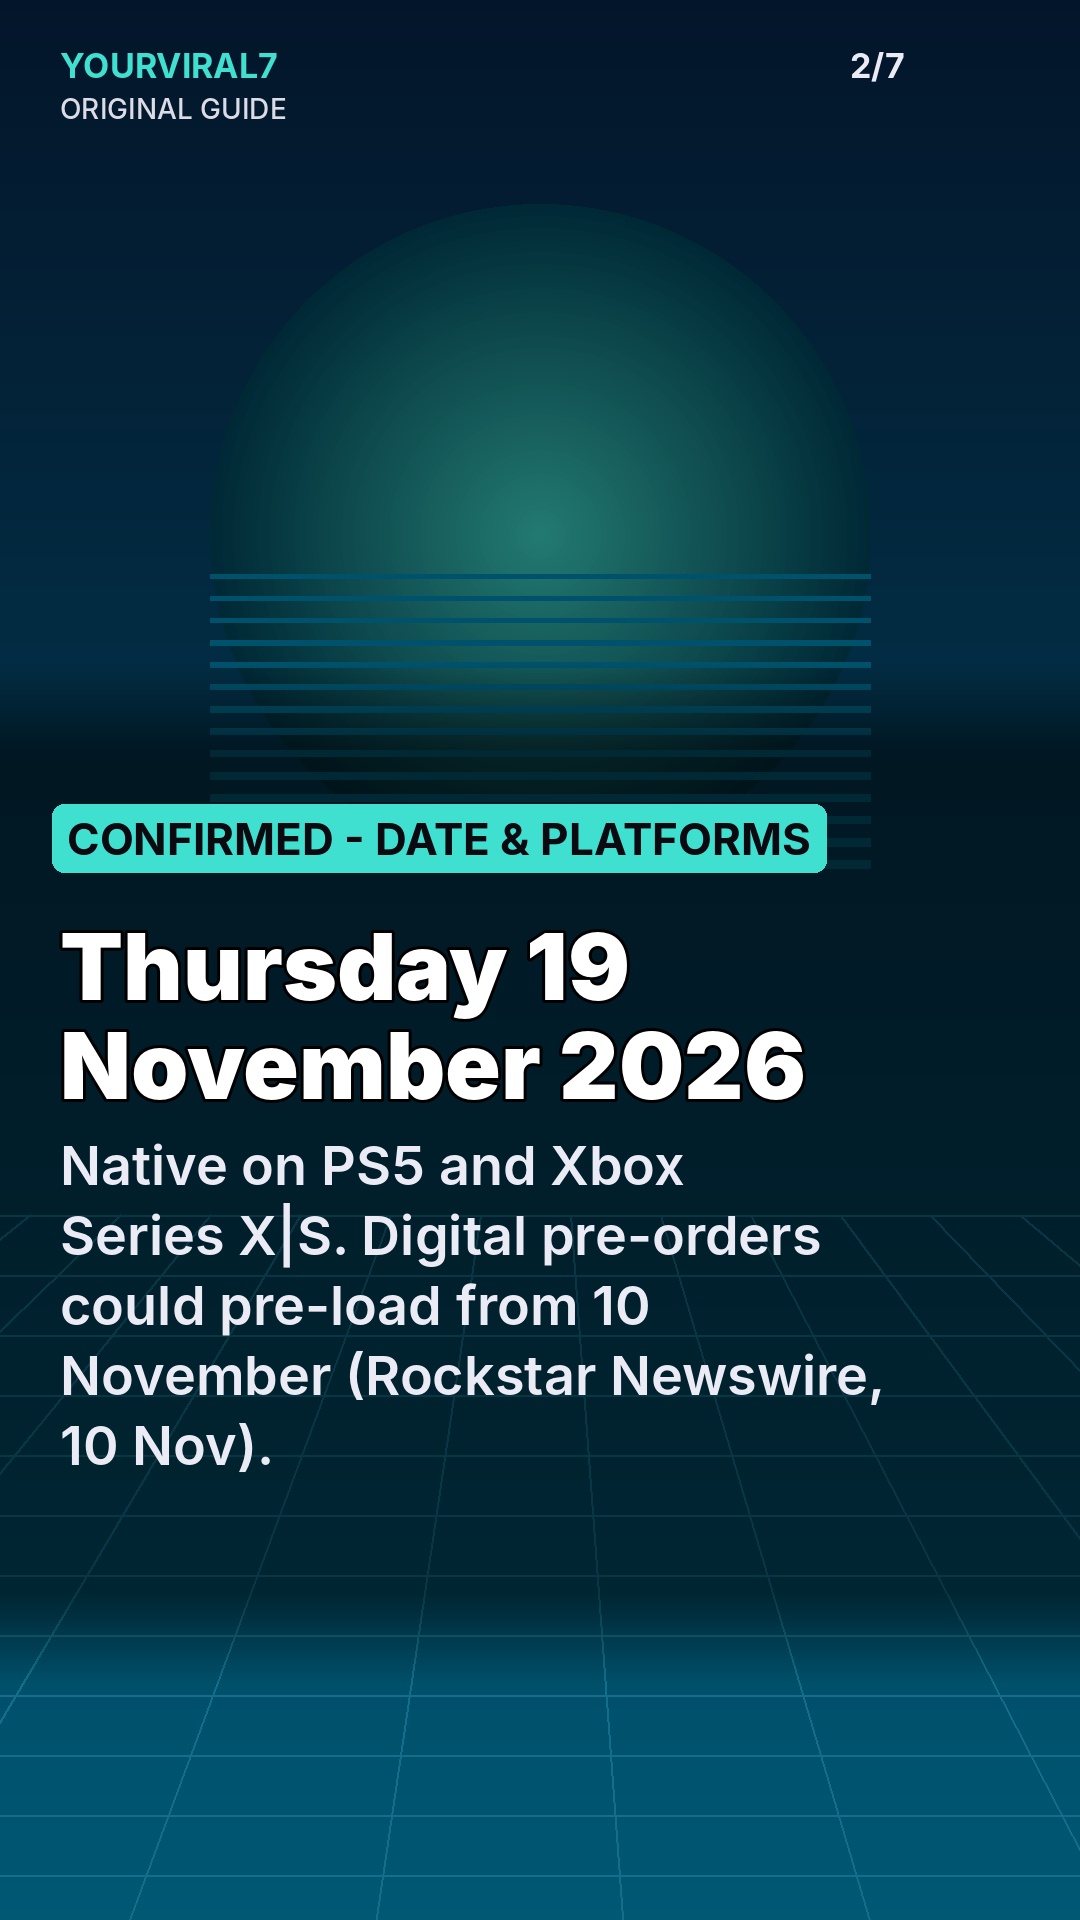 YOURVIRAL7
2/7
ORIGINAL GUIDE
CONFIRMED - DATE & PLATFORMS
Thursday 19
November 2026
Native on PS5 and Xbox
Series X|S. Digital pre-orders
could pre-load from 10
November (Rockstar Newswire,
10 Nov).